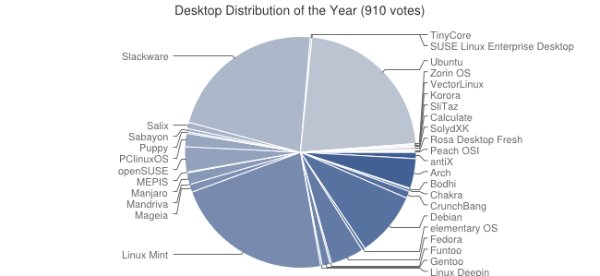 Desktop Distribution of the Year (910 votes)
TinyCore
SUSE Linux Enterprise Desktop
Slackware
Ubuntu
Zorin OS
VectorLinux
Korora
SliTaz
Calculate
SolydXK
Rosa Desktop Fresh
Peach OSI
antiX
Arch
Bodhi
Chakra
CrunchBang
Debian
elementary OS
Fedora
Funtoo
Gentoo
Linux Deepin
Salix
Sabayon
Puppy
PClinuxOS
openSUSE
MEPIS
Manjaro
Mandriva
Mageia
Linux Mint